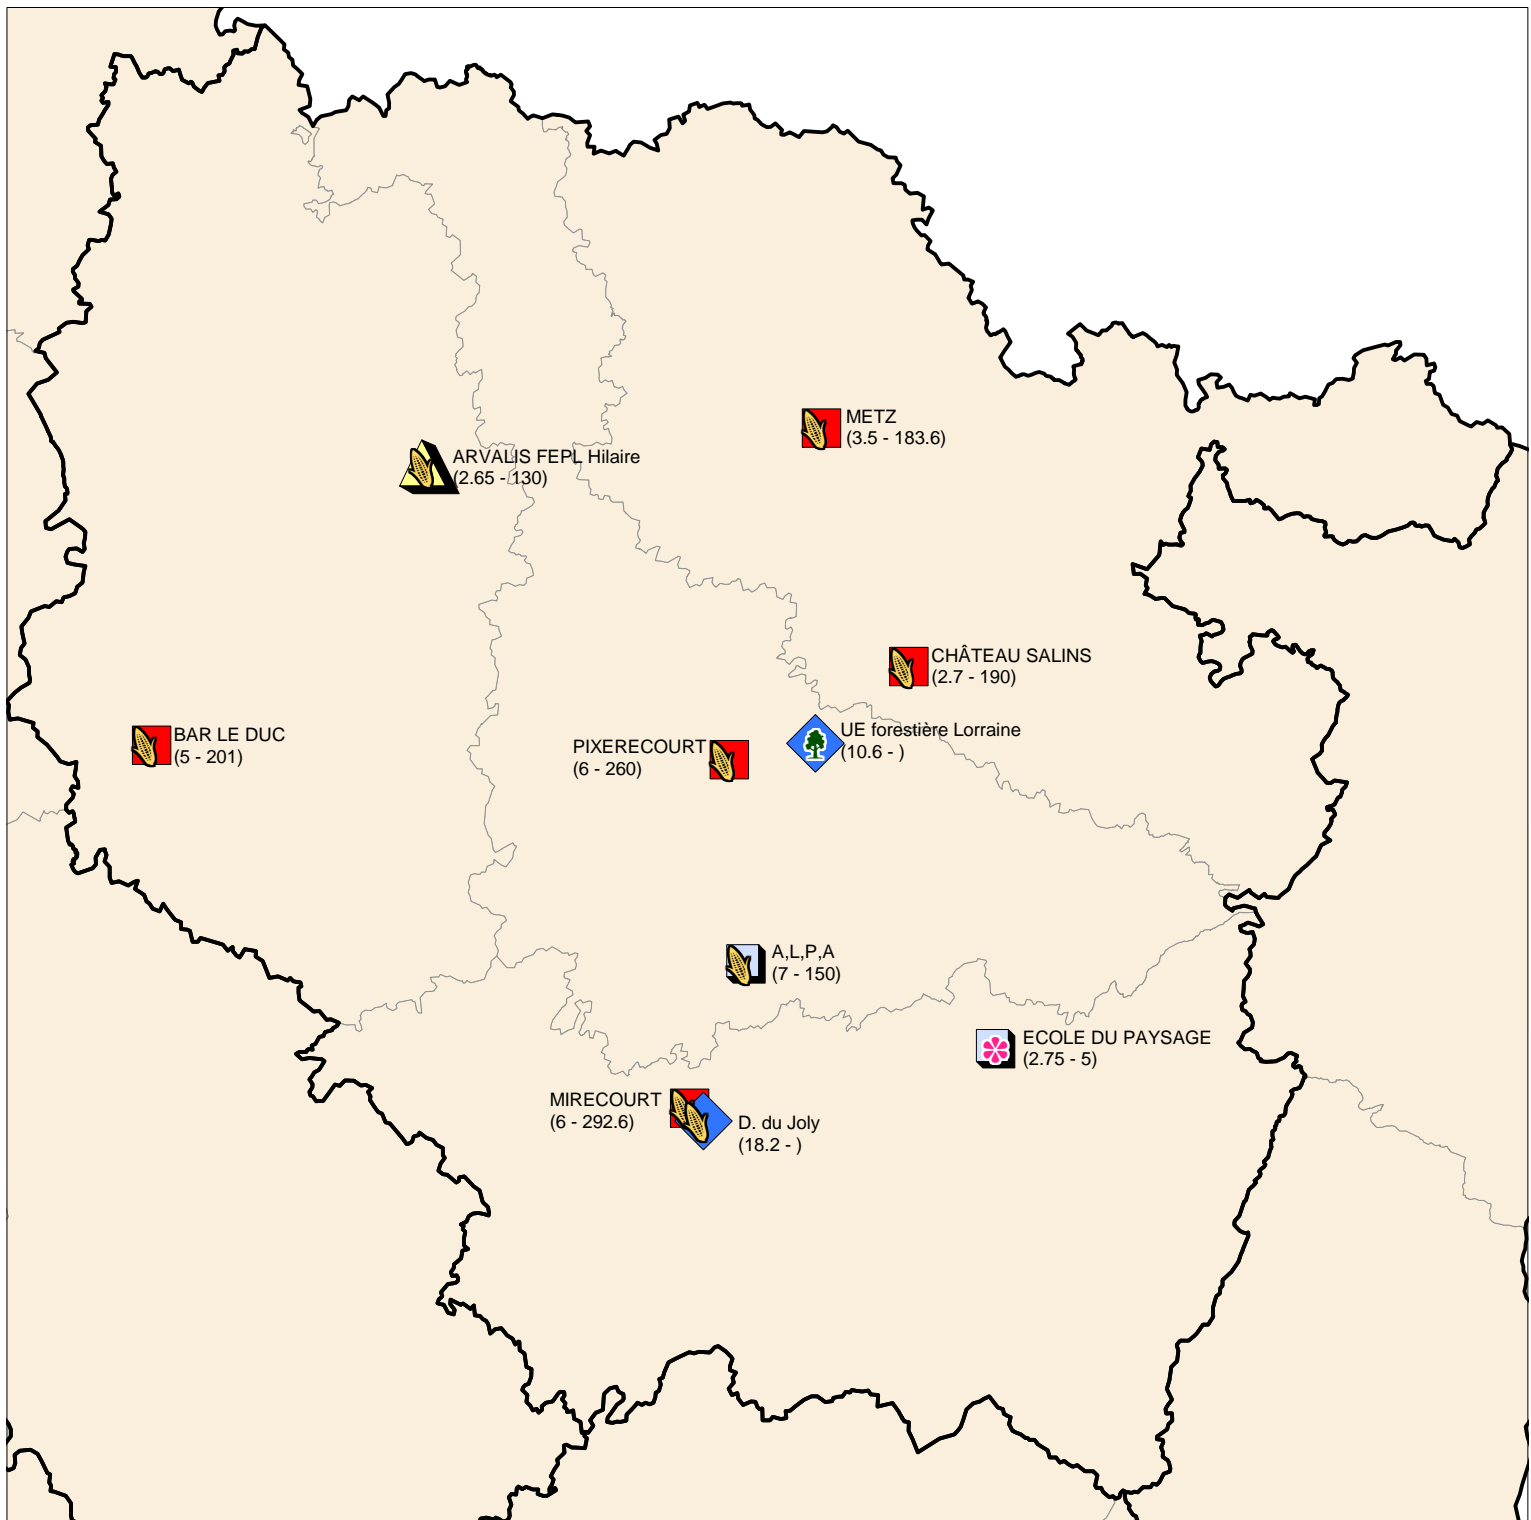 METZ
(3.5 - 183.6)
ARVALIS FEPL Hilaire
(2.65 - 130)
CHÂTEAU SALINS
(2.7 - 190)
UE forestière Lorraine
(10.6 - )
BAR LE DUC
(5 - 201)
PIXERECOURT
(6 - 260)
A,L,P,A
(7 - 150)
ECOLE DU PAYSAGE
(2.75 - 5)
MIRECOURT
(6 - 292.6)
D. du Joly
(18.2 - )